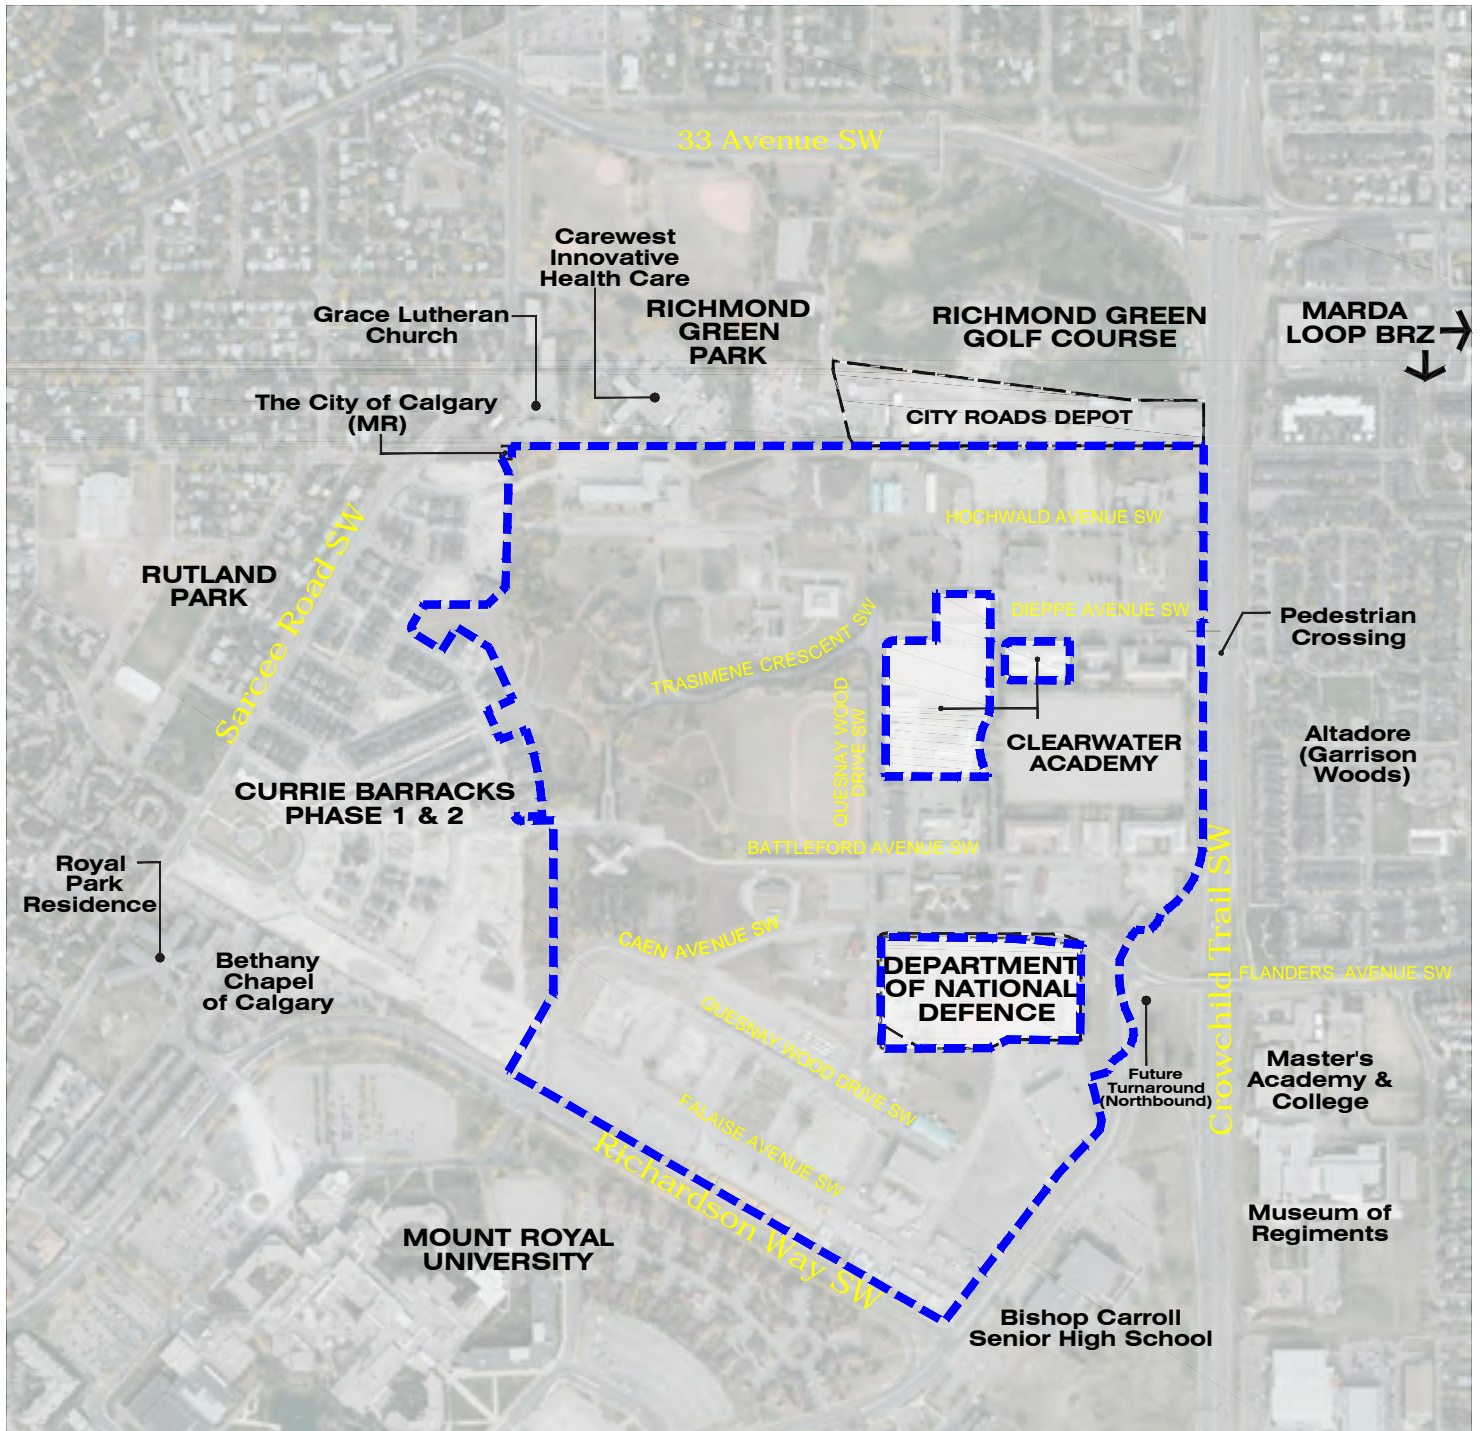 33 Avenue SW
Carewest
Innovative
Health Care
Grace Lutheran
Church
RICHMOND
GREEN
PARK
RICHMOND GREEN
GOLF COURSE
MARDA
LOOP BRZ
The City of Calgary
(MR)
CITY ROADS DEPOT
HOCHWALD AVENUE SW
RUTLAND
PARK
Sarcee Road SW
DIEPPE AVENUE SW
Pedestrian
Crossing
TRASIMENE CRESCENT SW
QUESNAY WOOD
DRIVE SW
CLEARWATER
ACADEMY
Altadore
(Garrison
Woods)
CURRIE BARRACKS
PHASE 1 & 2
BATTLEFORD AVENUE SW
Royal
Park
Residence
Crowchild Trail SW
CAEN AVENUE SW
Bethany
Chapel
of Calgary
DEPARTMENT
OF NATIONAL
DEFENCE
FLANDERS AVENUE SW
QUESNAY WOOD DRIVE SW
Future
Turnaround
(Northbound)
Master's
Academy &
College
FALAISE AVENUE SW
Richardson Way SW
MOUNT ROYAL
UNIVERSITY
Museum of
Regiments
Bishop Carroll
Senior High School